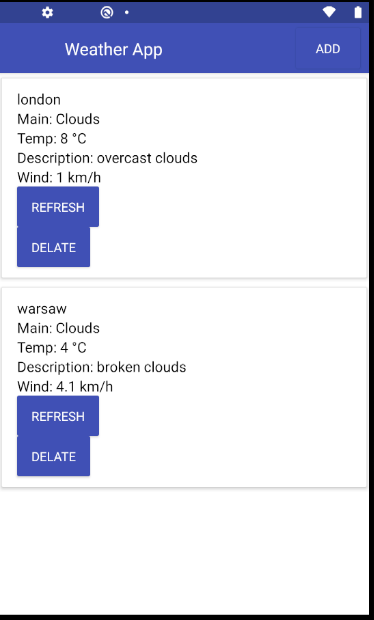 Weather App
ADD
london
Main: Clouds
Temp: 8 °C
Description: overcast clouds
Wind: 1 km/h
REFRESH
DELATE
warsaw
Main: Clouds
Temp: 4 °C
Description: broken clouds
Wind: 4.1 km/h
REFRESH
DELATE